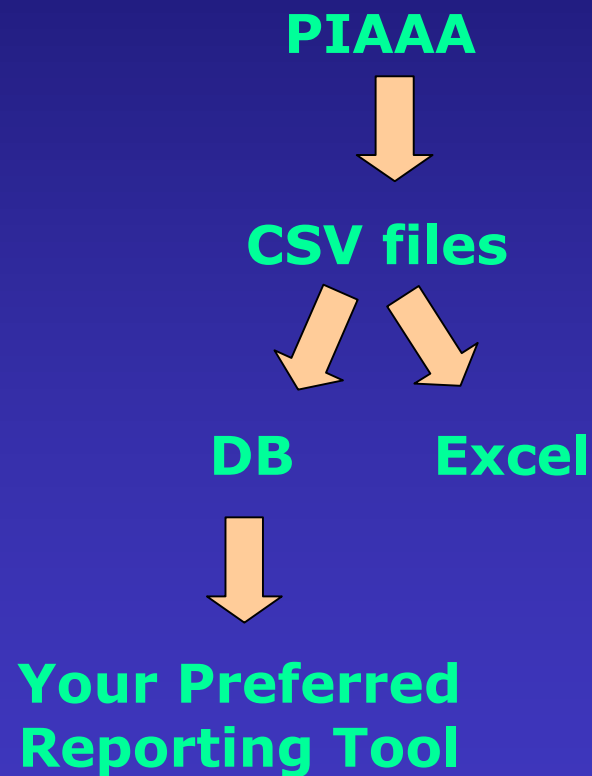 PIAAA
CSV files
DB Excel
Your Preferred
Reporting Tool